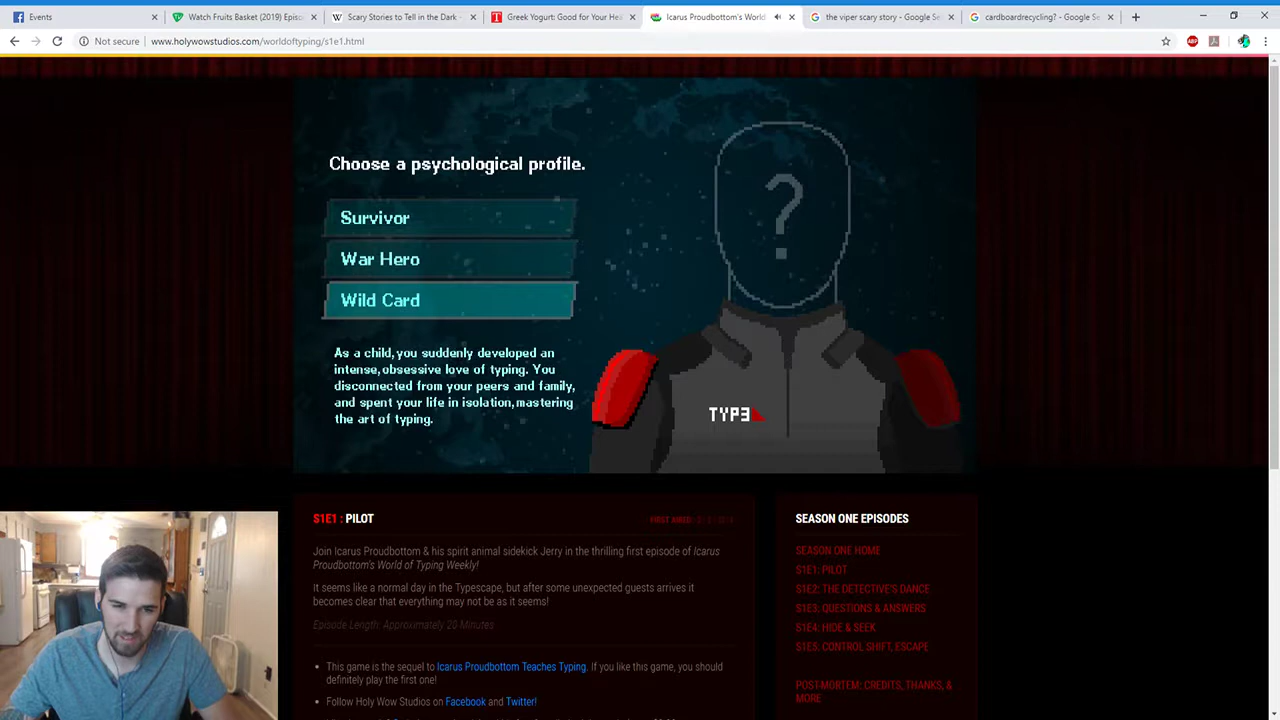 Events
Watch Fruits Basket (2019) Episo
Scary Stories to Tell in the Dark -
Greek Yogurt: Good for Your Hea
Icarus Proudbottom's World
the viper scary story - Google Se
cardboardrecycling? - Google Se
Not secure | www.holywowstudios.com/worldoftyping/s1e1.html
Choose a psychological profile.
Survivor
War Hero
Wild Card
As a child, you suddenly developed an
intense, obsessive love of typing. You
disconnected from your peers and family,
and spent your life in isolation, mastering
the art of typing.
TYPE
S1E1 : PILOT
FIRST AIRED:
Join Icarus Proudbottom & his spirit animal sidekick Jerry in the thrilling first episode of Icarus
Proudbottom's World of Typing Weekly!
It seems like a normal day in the Typescape, but after some unexpected guests arrives it
becomes clear that everything may not be as it seems!
Episode Length: Approximately 20 Minutes
• This game is the sequel to Icarus Proudbottom Teaches Typing. If you like this game, you should
definitely play the first one!
• Follow Holy Wow Studios on Facebook and Twitter!
SEASON ONE EPISODES
SEASON ONE HOME
S1E1: PILOT
S1E2: THE DETECTIVE'S DANCE
S1E3: QUESTIONS & ANSWERS
S1E4: HIDE & SEEK
S1E5: CONTROL, SHIFT, ESCAPE
POST-MORTEM: CREDITS, THANKS, &
MORE